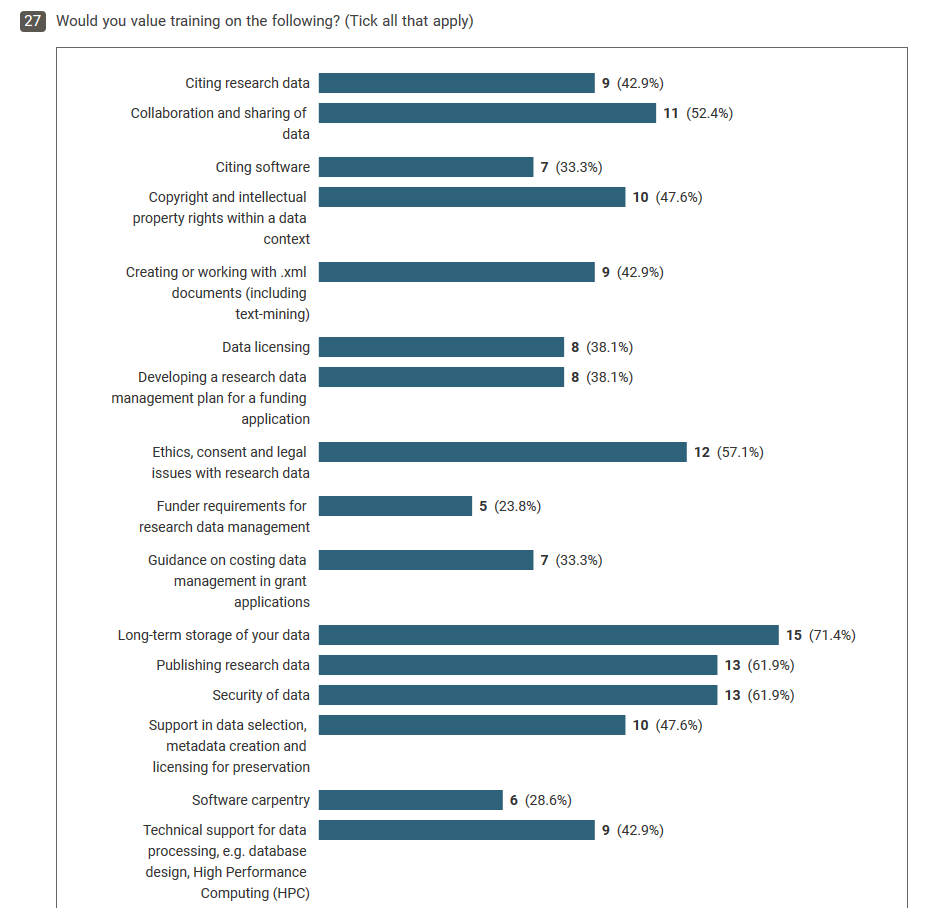 27 Would you value training on the following? (Tick all that apply)
Citing research data 9 (42.9%)
Collaboration and sharing of 11 (52.4%)
data
Citing software 7 (33.3%)
Copyright and intellectual 10 (47.6%)
property rights within a data
context
Creating or working with .xml 9 (42.9%)
documents (including
text-mining)
Data licensing 8 (38.1%)
Developing a research data 8 (38.1%)
management plan for a funding
application
Ethics, consent and legal 12 (57.1%)
issues with research data
Funder requirements for 5 (23.8%)
research data management
Guidance on costing data 7 (33.3%)
management in grant
applications
Long-term storage of your data 15 (71.4%)
Publishing research data 13 (61.9%)
Security of data 13 (61.9%)
Support in data selection, 10 (47.6%)
metadata creation and
licensing for preservation
Software carpentry 6 (28.6%)
Technical support for data 9 (42.9%)
processing, e.g. database
design, High Performance
Computing (HPC)